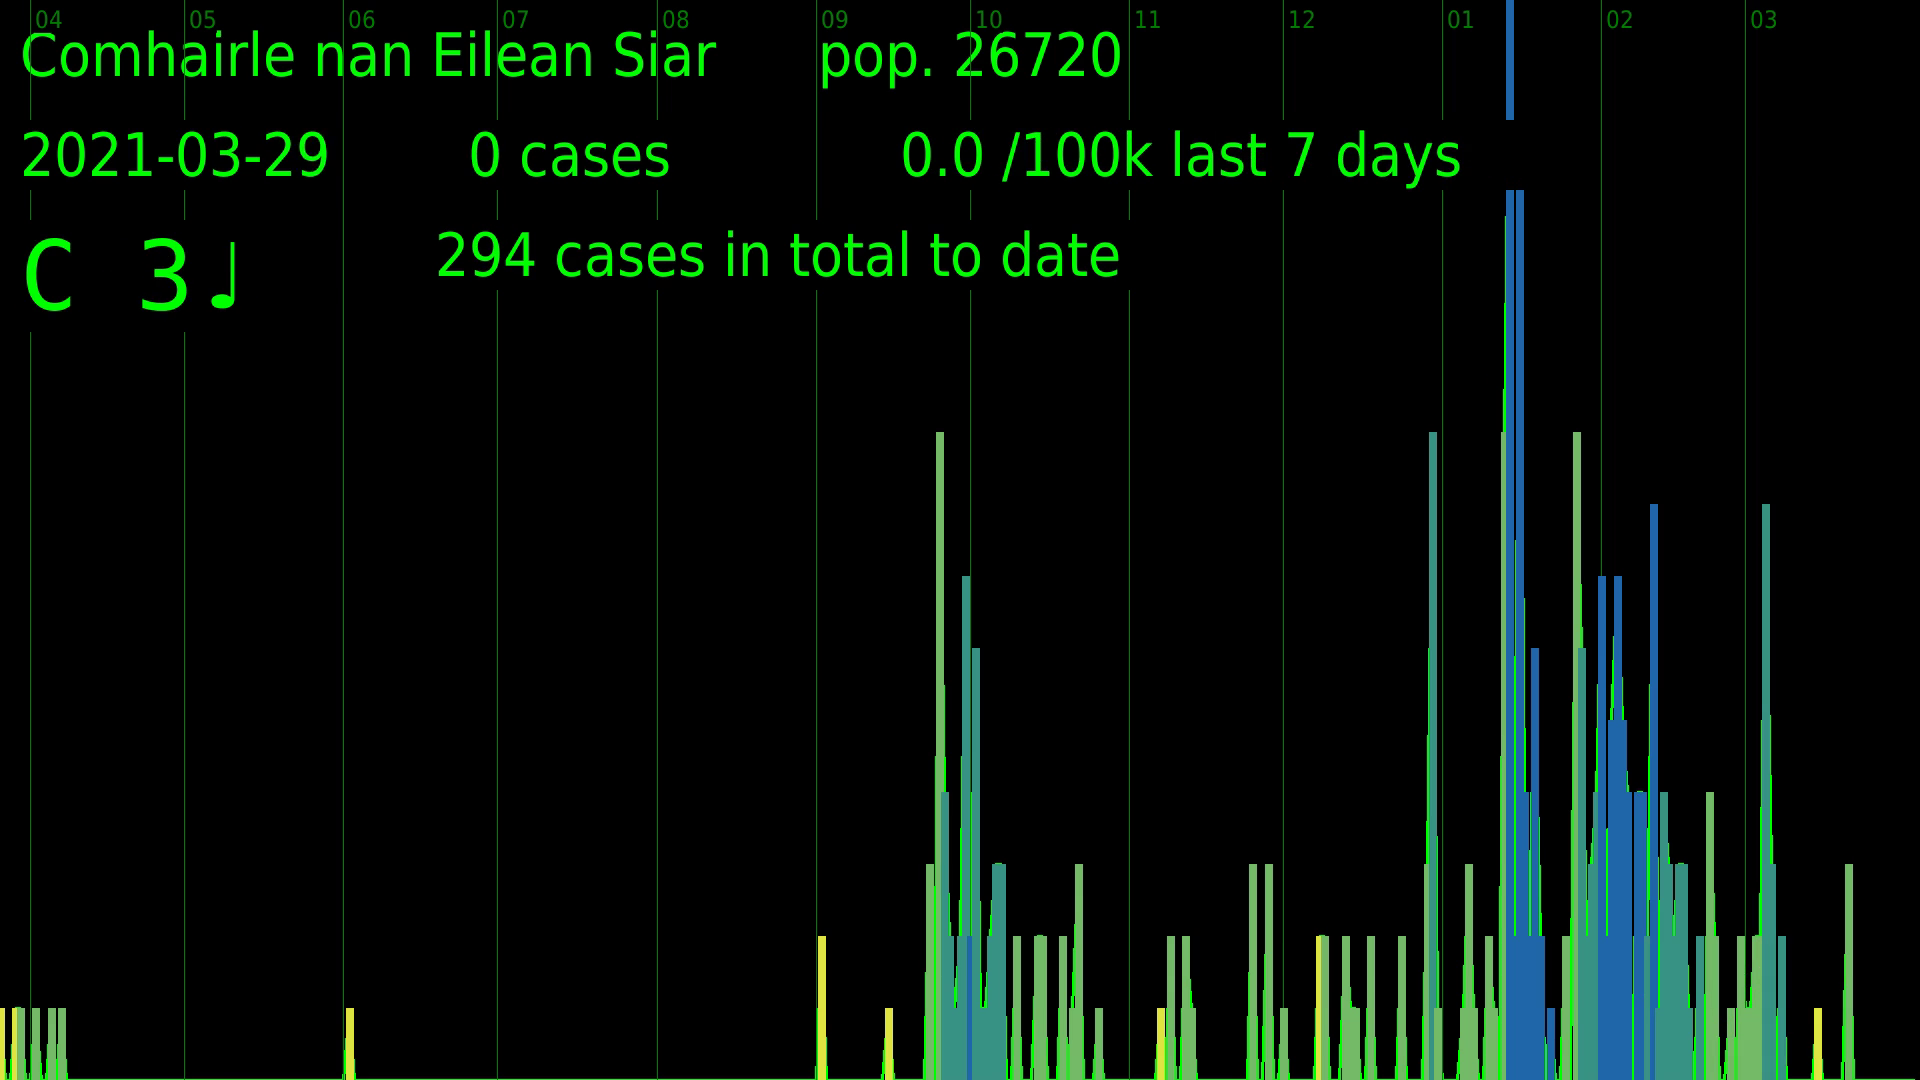 04 05 06 07 08 09 10 11 12 01 02 03
Comhairle nan Eilean Siar pop. 26720
2021-03-29 0 cases 0.0 /100k last 7 days
C 3♩ 294 cases in total to date